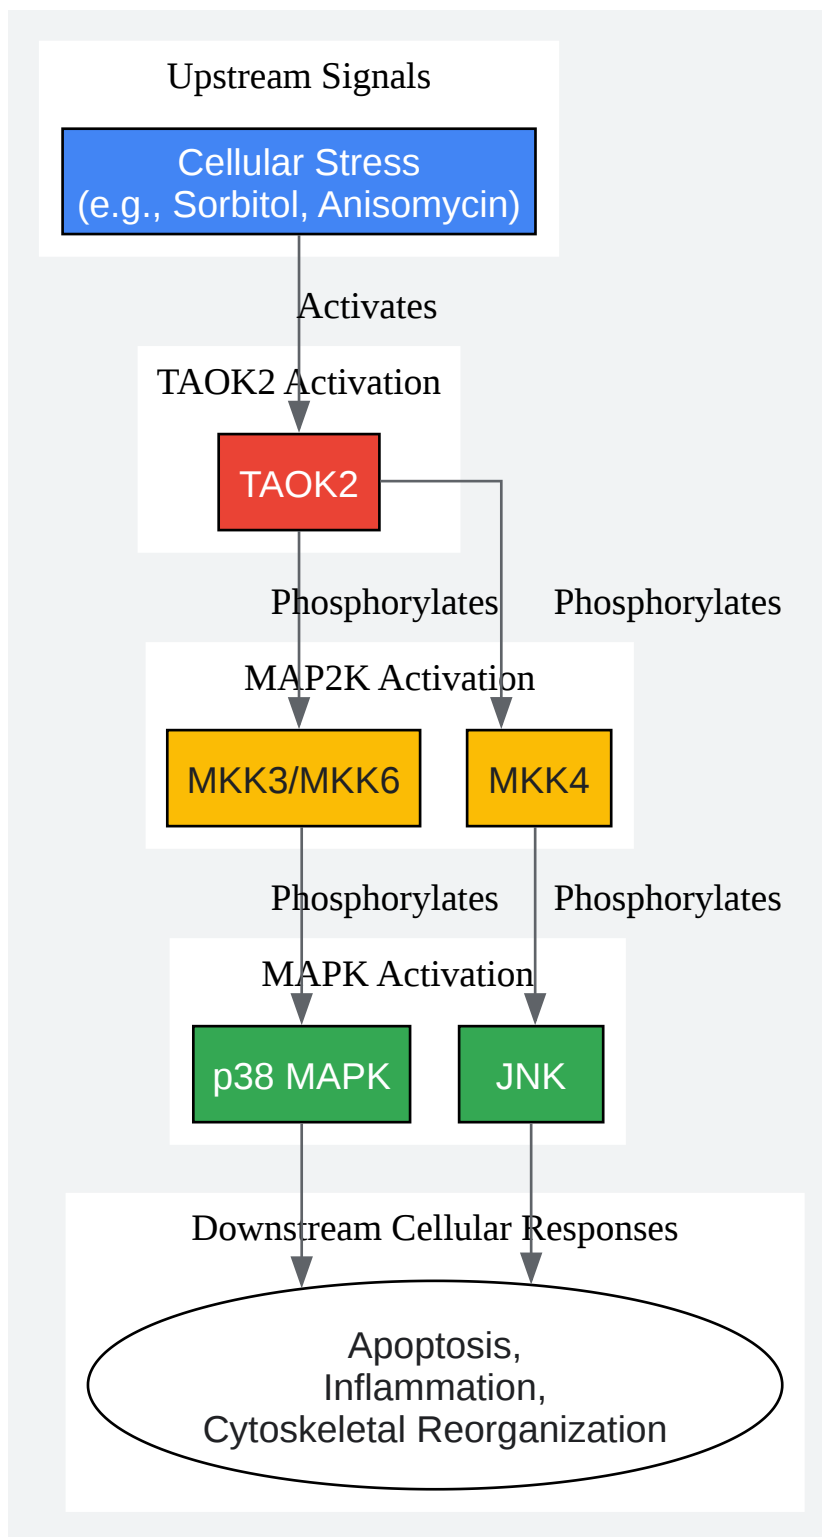 Upstream Signals
Cellular Stress
(e.g., Sorbitol, Anisomycin)
Activates
TAOK2 Activation
TAOK2
Phosphorylates
Phosphorylates
MAP2K Activation
MKK3/MKK6
MKK4
Phosphorylates
Phosphorylates
MAPK Activation
p38 MAPK
JNK
Downstream Cellular Responses
Apoptosis,
Inflammation,
Cytoskeletal Reorganization